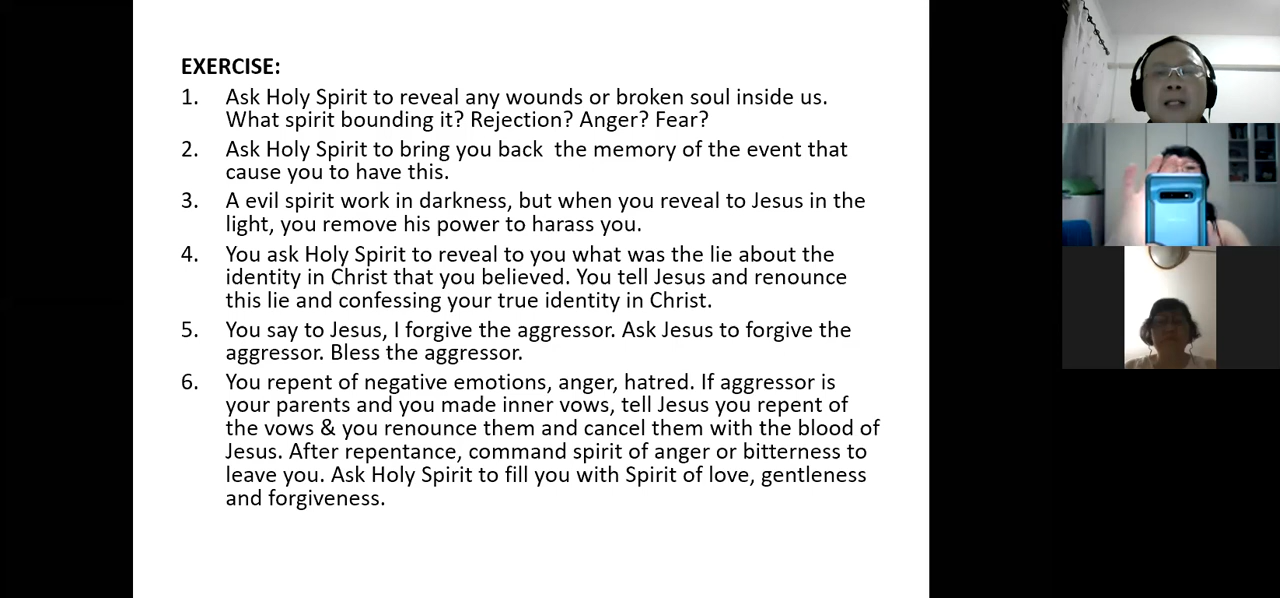 EXERCISE:
1. Ask Holy Spirit to reveal any wounds or broken soul inside us.
What spirit bounding it? Rejection? Anger? Fear?
2. Ask Holy Spirit to bring you back  the memory of the event that
cause you to have this.
3. A evil spirit work in darkness, but when you reveal to Jesus in the
light, you remove his power to harass you.
4. You ask Holy Spirit to reveal to you what was the lie about the
identity in Christ that you believed. You tell Jesus and renounce
this lie and confessing your true identity in Christ.
5. You say to Jesus, I forgive the aggressor. Ask Jesus to forgive the
aggressor. Bless the aggressor.
6. You repent of negative emotions, anger, hatred. If aggressor is
your parents and you made inner vows, tell Jesus you repent of
the vows & you renounce them and cancel them with the blood of
Jesus. After repentance, command spirit of anger or bitterness to
leave you. Ask Holy Spirit to fill you with Spirit of love, gentleness
and forgiveness.